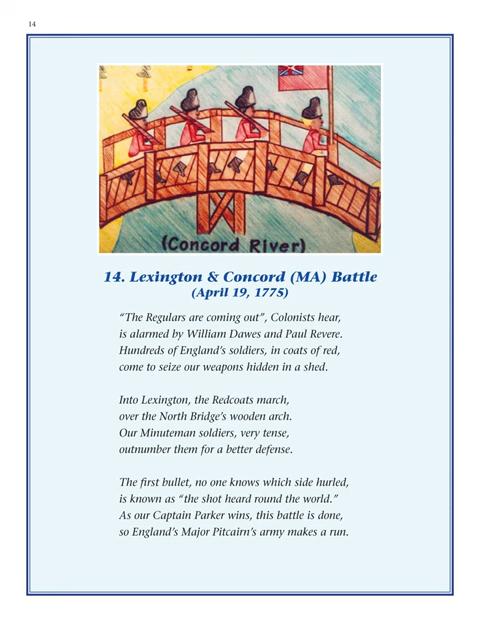 14
(Concord River)
14. Lexington & Concord (MA) Battle
(April 19, 1775)
“The Regulars are coming out”, Colonists hear,
is alarmed by William Dawes and Paul Revere.
Hundreds of England’s soldiers, in coats of red,
come to seize our weapons hidden in a shed.
Into Lexington, the Redcoats march,
over the North Bridge’s wooden arch.
Our Minuteman soldiers, very tense,
outnumber them for a better defense.
The first bullet, no one knows which side hurled,
is known as “the shot heard round the world.”
As our Captain Parker wins, this battle is done,
so England’s Major Pitcairn’s army makes a run.